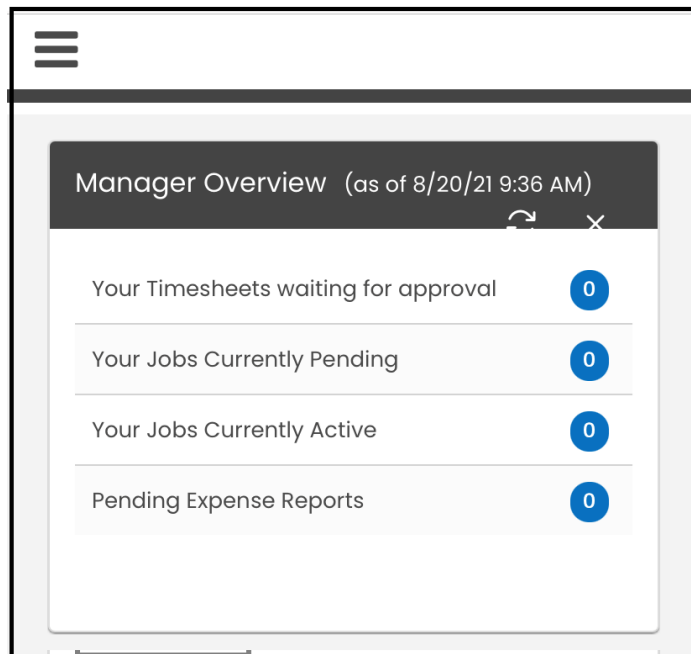 Manager Overview (as of 8/20/21 9:36 AM)
Your Timesheets waiting for approval 0
Your Jobs Currently Pending 0
Your Jobs Currently Active 0
Pending Expense Reports 0